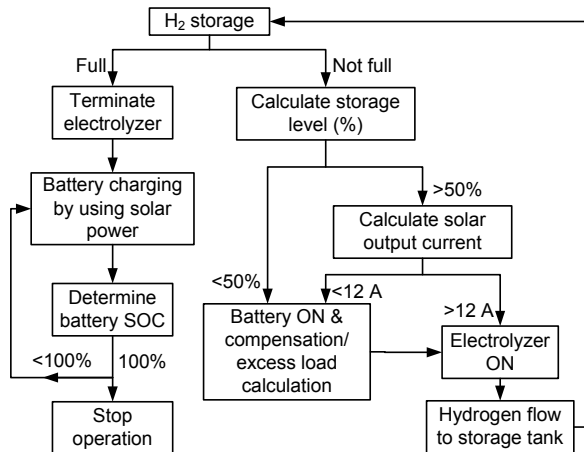 H₂ storage
Full
Not full
Terminate
electrolyzer
Calculate storage
level (%)
Battery charging
by using solar
power
>50%
Calculate solar
output current
Determine
battery SOC
<50%
<12 A
>12 A
Battery ON &
compensation/
excess load
calculation
Electrolyzer
ON
<100%
100%
Stop
operation
Hydrogen flow
to storage tank